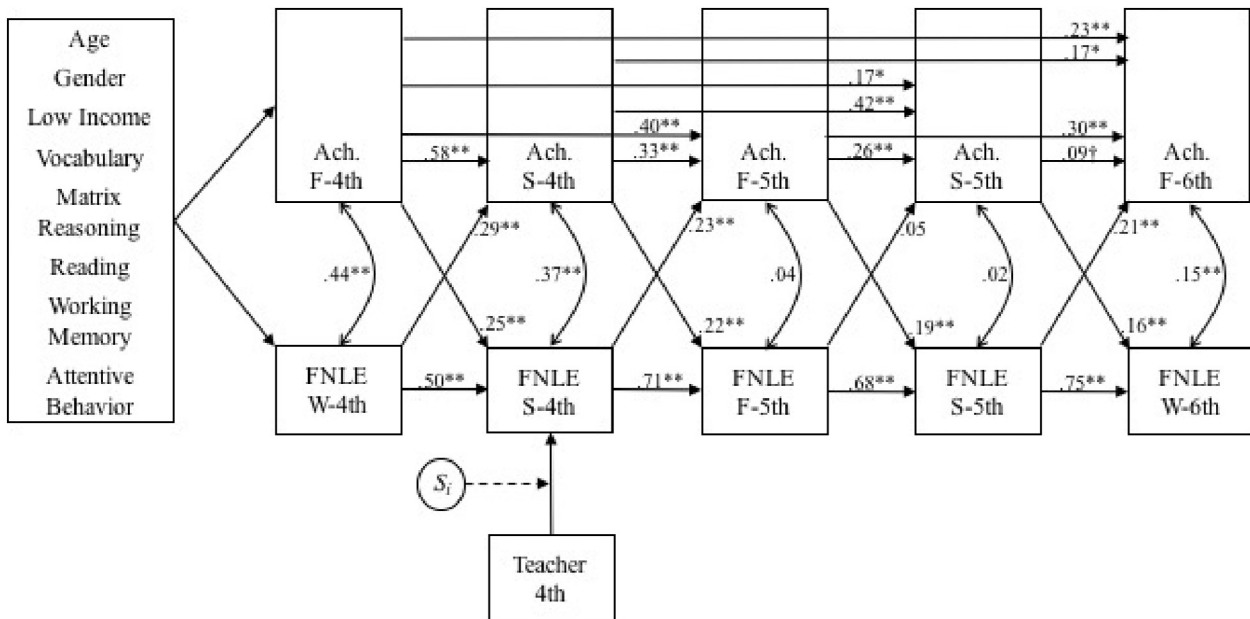 Age
Gender
Low Income
Vocabulary
Matrix
Reasoning
Reading
Working
Memory
Attentive
Behavior
.23**
.17*
.17*
.42**
.40**
.30**
.58**
.33**
.26**
.09†
Ach.
F-4th
Ach.
S-4th
Ach.
F-5th
Ach.
S-5th
Ach.
F-6th
.29**
.23**
.05
.21**
.44**
.37**
.04
.02
.15**
.25**
.22**
.19**
.16**
FNLE
W-4th
FNLE
S-4th
FNLE
F-5th
FNLE
S-5th
FNLE
W-6th
.50**
.71**
.68**
.75**
Si
Teacher
4th